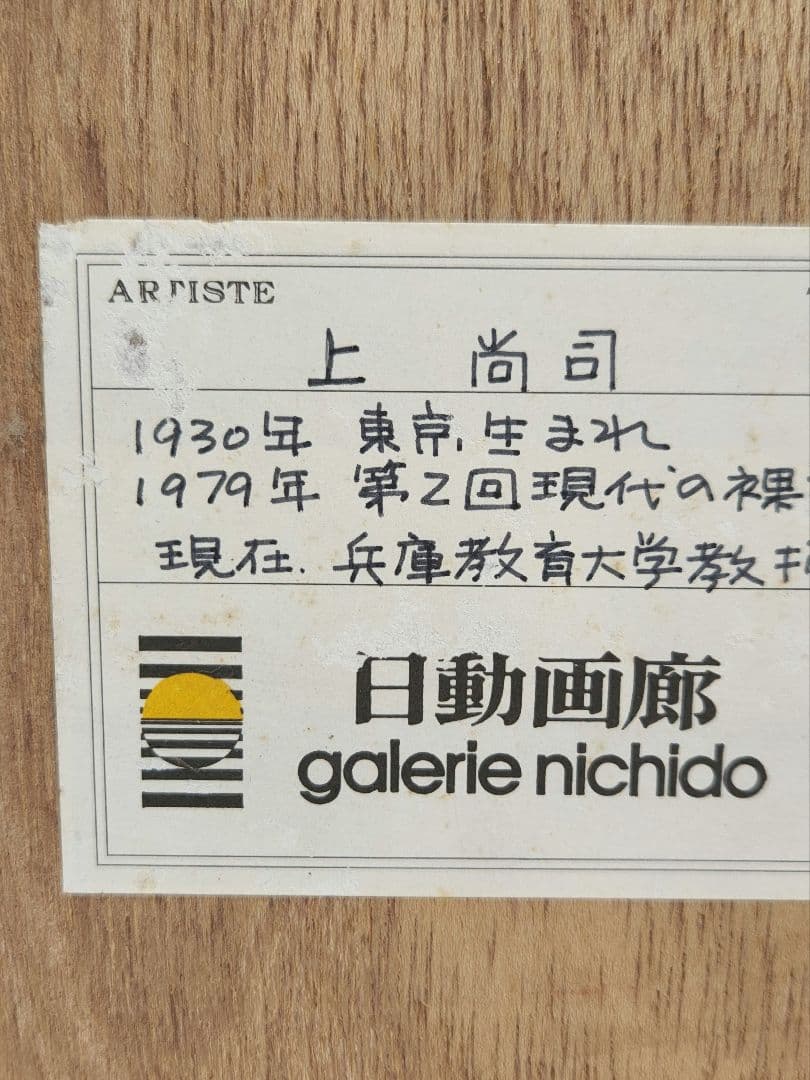 ARTISTE
上 尚司
1930年 東京生まれ
1979年 第2回現代の裸
現在. 兵庫教育大学教
日動画廊
galerie nichido